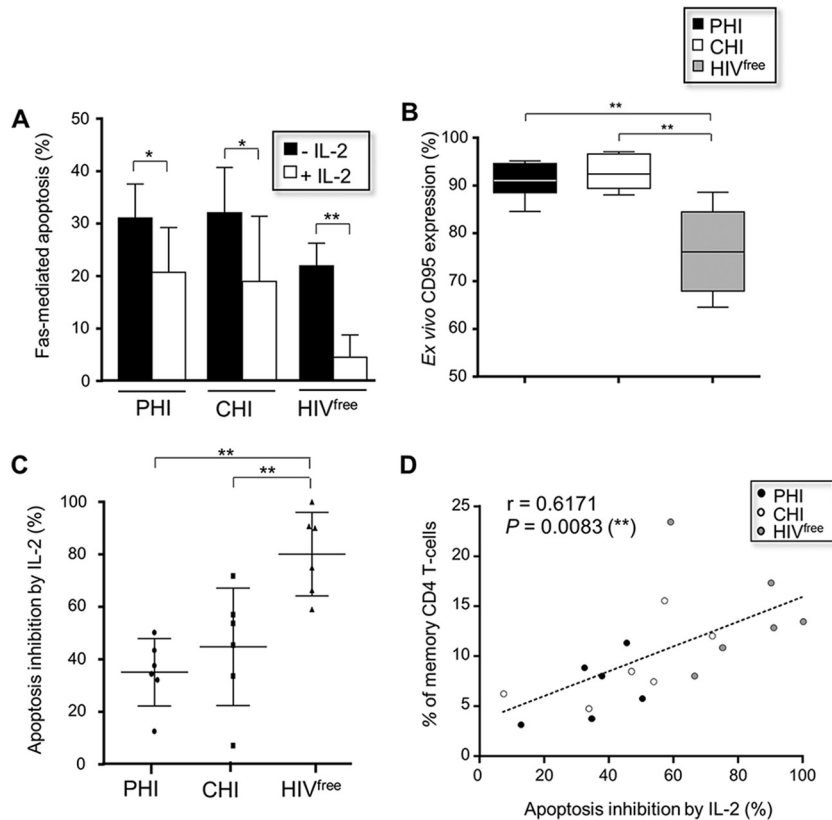 PHI
CHI
HIVfree
A
50
40
30
20
10
0
Fas-mediated apoptosis (%)
*
*
**
- IL-2
+ IL-2
PHI
CHI
HIVfree
B
**
**
100
90
80
70
60
50
Ex vivo CD95 expression (%)
C
**
**
100
80
60
40
20
0
Apoptosis inhibition by IL-2 (%)
PHI
CHI
HIVfree
D
r = 0.6171
P = 0.0083 (**)
PHI
CHI
HIVfree
25
20
15
10
5
0
% of memory CD4 T-cells
0
20
40
60
80
100
Apoptosis inhibition by IL-2 (%)